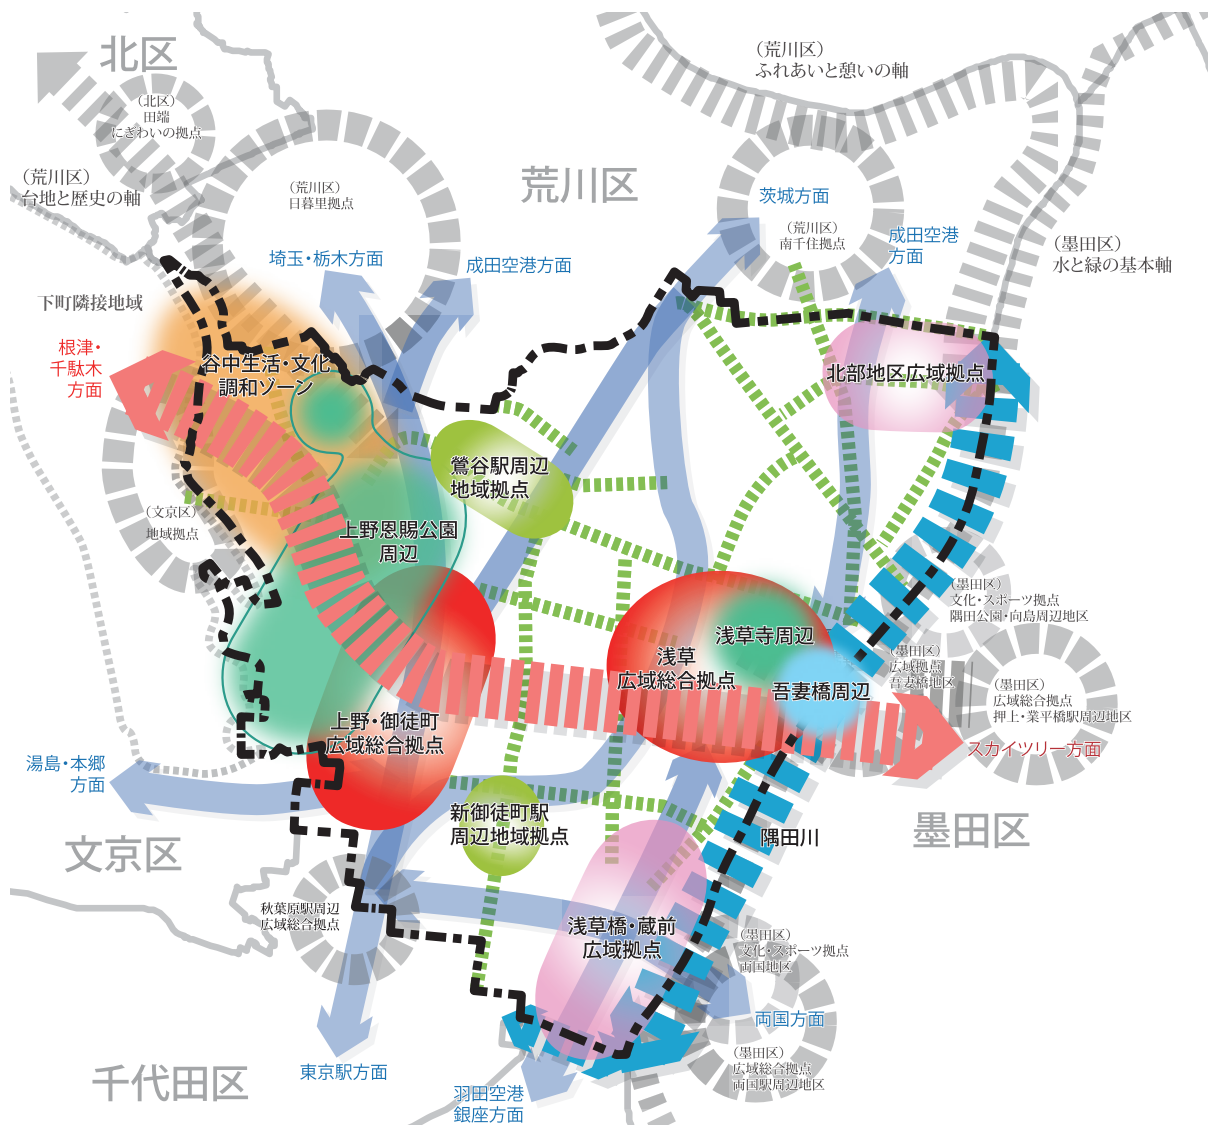 北区
（北区）
田端
にぎわいの拠点
（荒川区）
台地と歴史の軸
（荒川区）
日暮里拠点
荒川区
（荒川区）
ふれあいと憩いの軸
茨城方面
（荒川区）
南千住拠点
成田空港
方面
（墨田区）
水と緑の基本軸
埼玉・栃木方面
成田空港方面
下町隣接地域
根津・
千駄木
方面
谷中生活・文化
調和ゾーン
北部地区広域拠点
鶯谷駅周辺
地域拠点
（文京区）
地域拠点
上野恩賜公園
周辺
（墨田区）
文化・スポーツ拠点
隅田公園・向島周辺地区
浅草寺周辺
浅草
広域総合拠点
吾妻橋周辺
（墨田区）
広域拠点
吾妻橋地区
（墨田区）
広域総合拠点
押上・業平橋駅周辺地区
上野・御徒町
広域総合拠点
スカイツリー方面
湯島・本郷
方面
新御徒町駅
周辺地域拠点
隅田川
墨田区
文京区
秋葉原駅周辺
広域総合拠点
浅草橋・蔵前
広域拠点
（墨田区）
文化・スポーツ拠点
両国地区
両国方面
（墨田区）
広域総合拠点
両国駅周辺地区
千代田区
東京駅方面
羽田空港
銀座方面